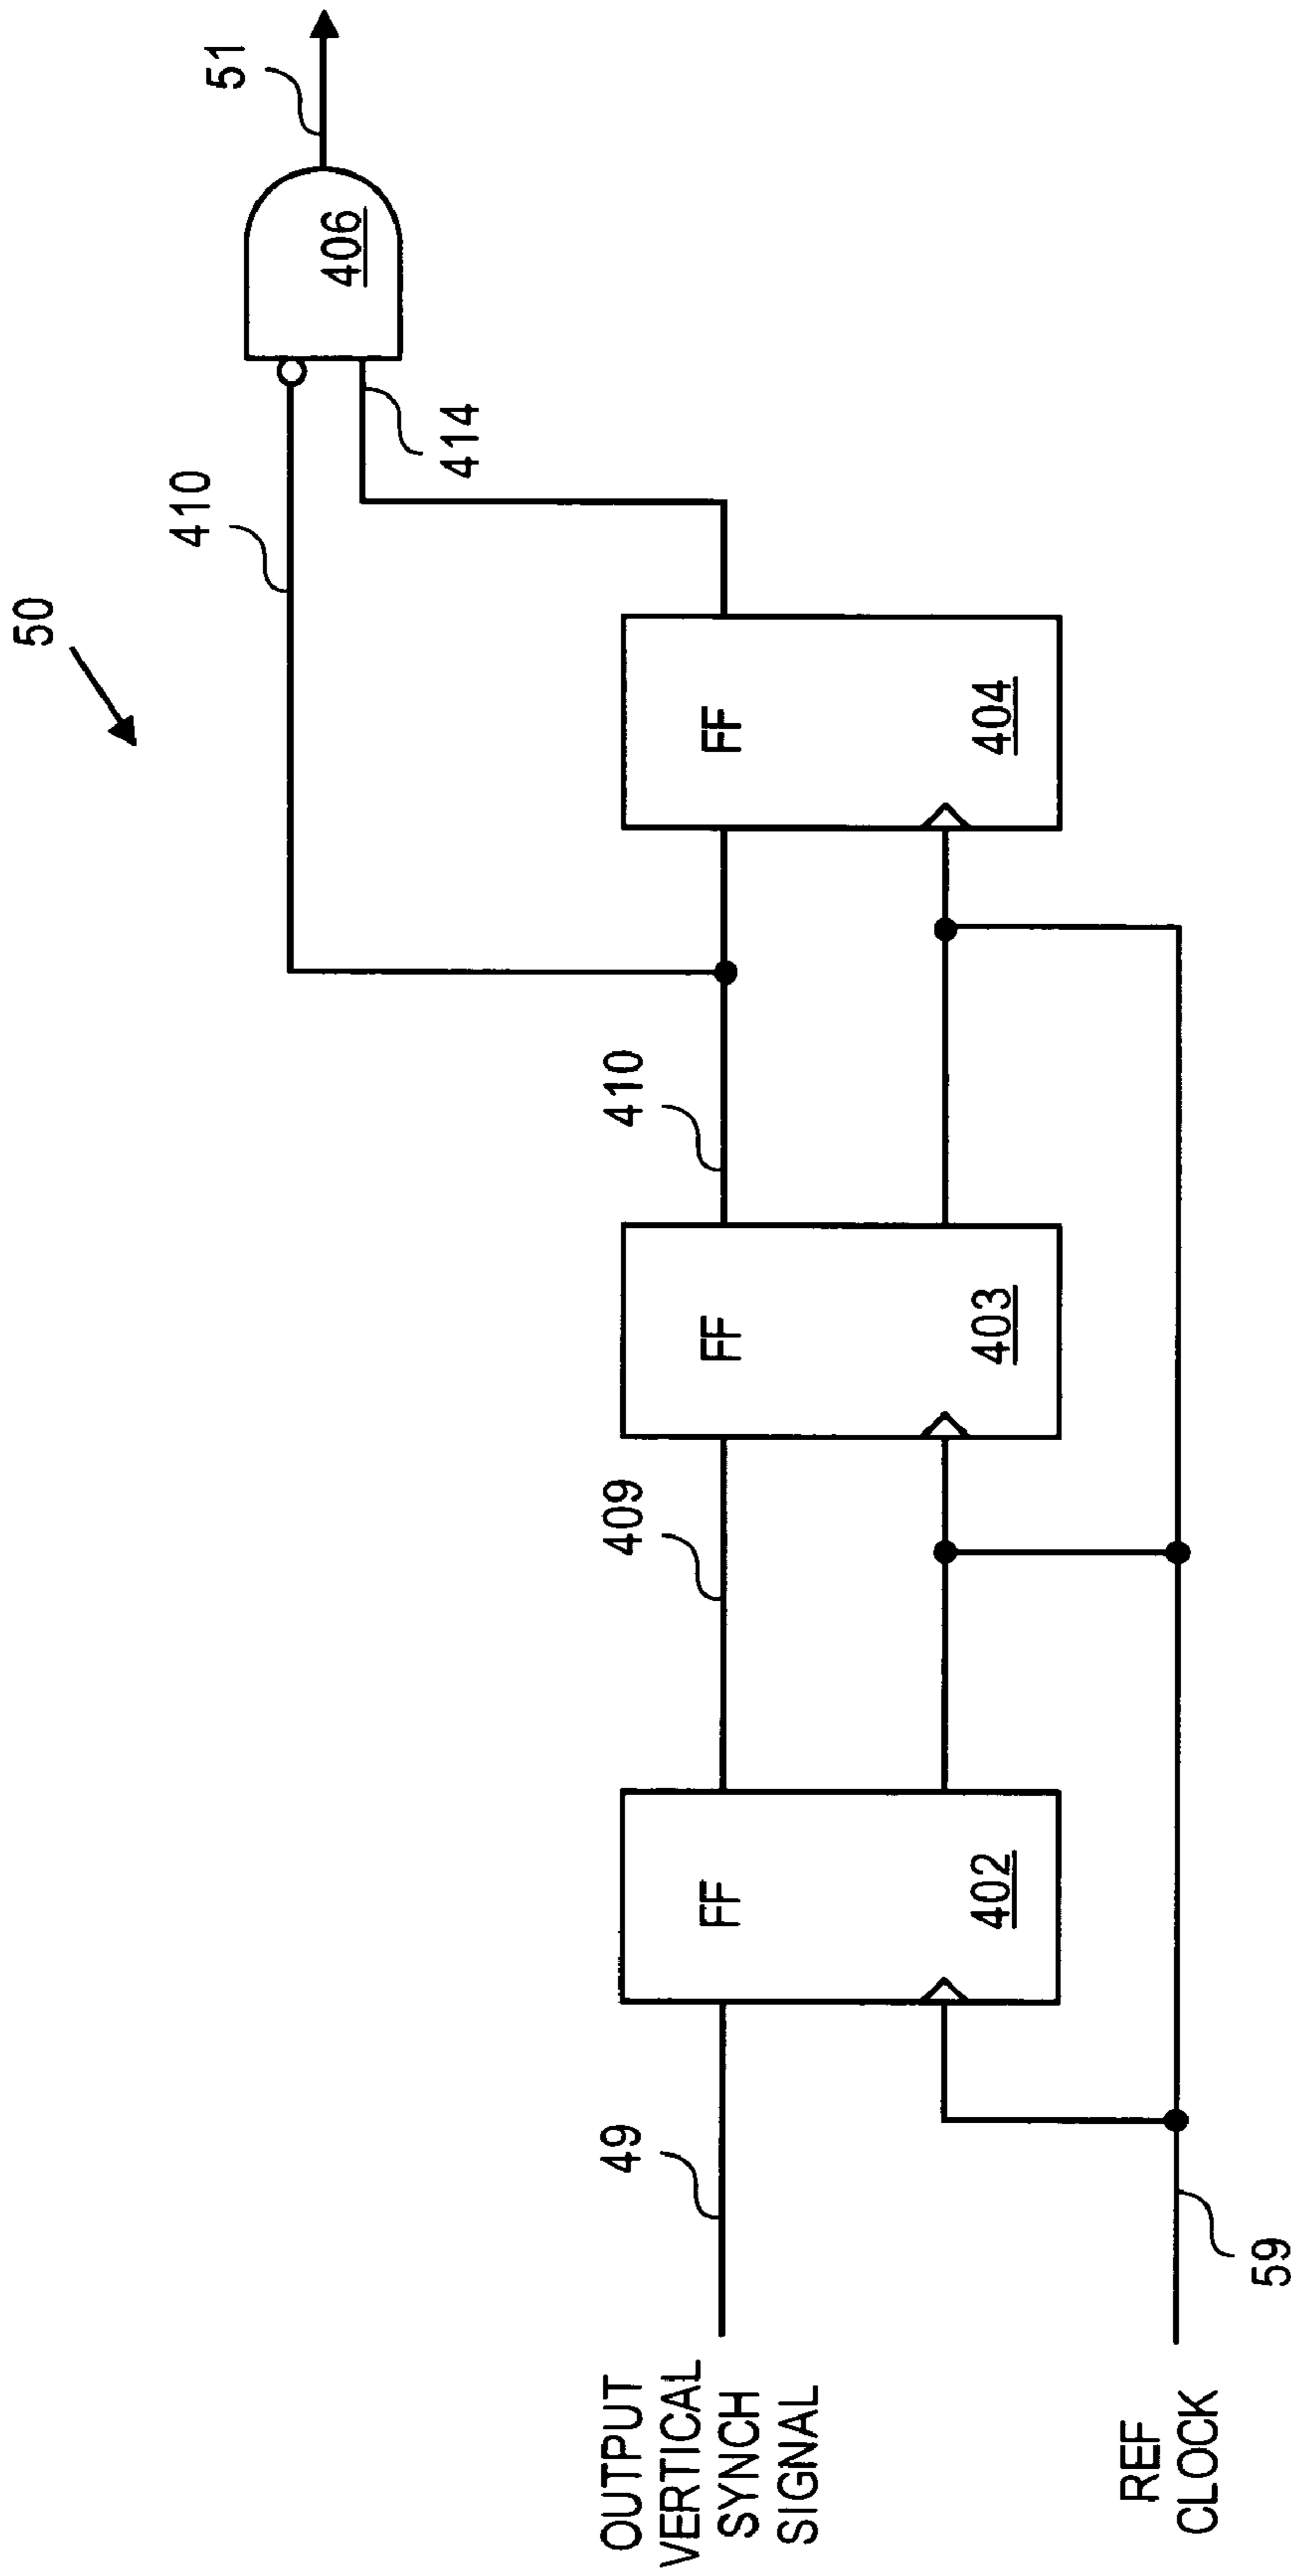 50
410
51
406
414
OUTPUT
VERTICAL
SYNCH
SIGNAL
49
FF
402
409
FF
403
410
FF
404
REF
CLOCK
59